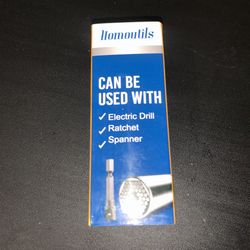 Homoutils
CAN BE
USED WITH
Electric Drill
Ratchet
Spanner